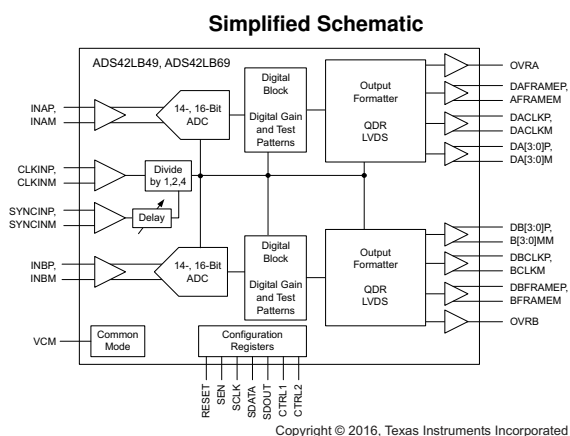 Simplified Schematic
ADS42LB49, ADS42LB69
INAP,
INAM
14-, 16-Bit
ADC
Digital
Block
Digital Gain
and Test
Patterns
Output
Formatter
QDR
LVDS
OVRA
DAFRAMEP,
AFRAMEM
DACLKP,
DACLKM
DA[3:0]P,
DA[3:0]M
CLKINP,
CLKINM
Divide
by 1,2,4
SYNCINP,
SYNCINM
Delay
INBP,
INBM
14-, 16-Bit
ADC
Digital
Block
Digital Gain
and Test
Patterns
Output
Formatter
QDR
LVDS
DB[3:0]P,
B[3:0]MM
DBCLKP,
BCLKM
DBFRAMEP,
BFRAMEM
OVRB
VCM
Common
Mode
Configuration
Registers
RESET
SEN
SCLK
SDATA
SDOUT
CTRL1
CTRL2
Copyright © 2016, Texas Instruments Incorporated